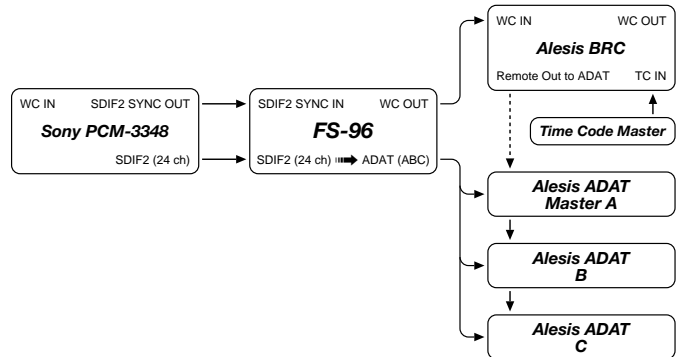 WC IN WC OUT
Alesis BRC
Remote Out to ADAT TC IN
WC IN SDIF2 SYNC OUT
Sony PCM-3348
SDIF2 (24 ch)
SDIF2 SYNC IN WC OUT
FS-96
SDIF2 (24 ch) ADAT (ABC)
Time Code Master
Alesis ADAT
Master A
Alesis ADAT
B
Alesis ADAT
C